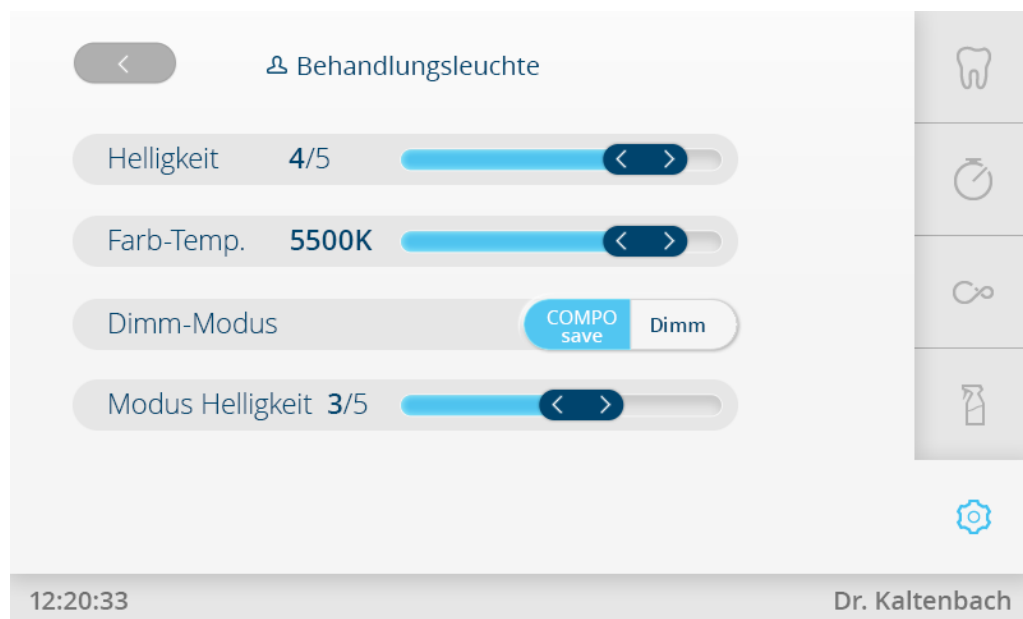 Behandlungsleuchte
Helligkeit 4/5
Farb-Temp. 5500K
Dimm-Modus COMPO save Dimm
Modus Helligkeit 3/5
12:20:33 Dr. Kaltenbach